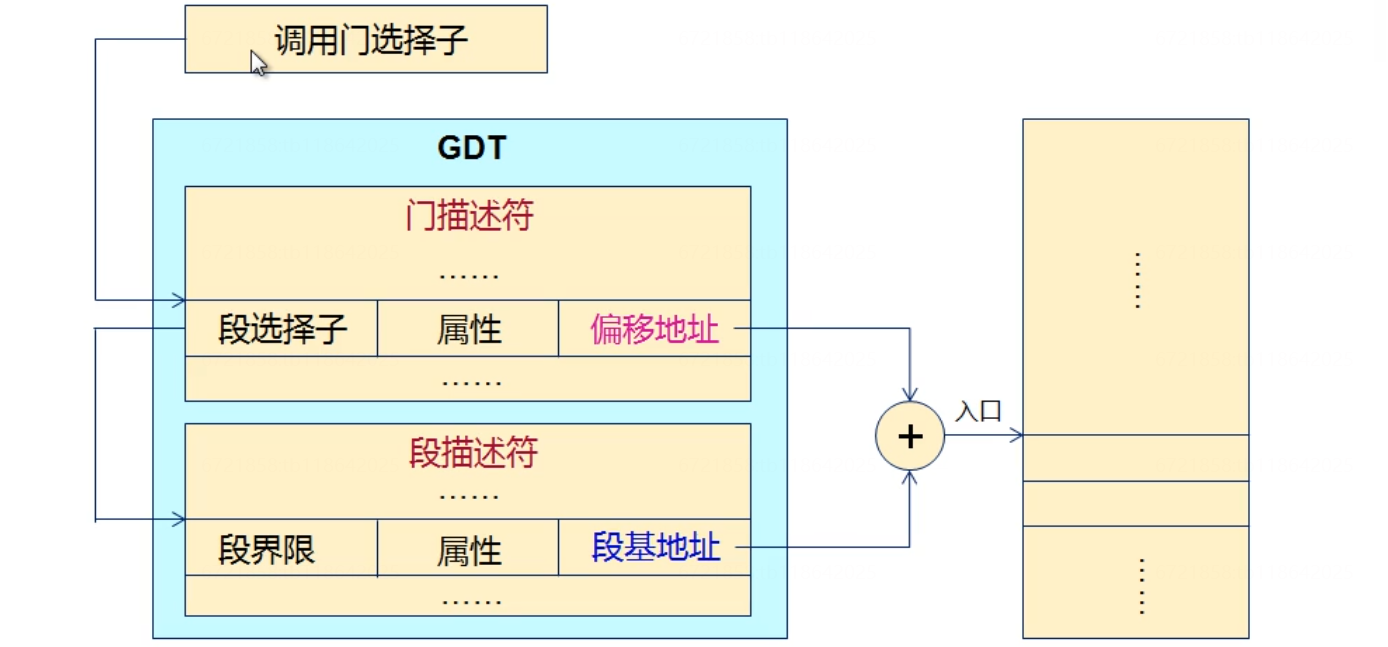 调用门选择子
GDT
门描述符
……
段选择子 属性 偏移地址
……
段描述符
……
段界限 属性 段基地址
……
+
入口
……
……